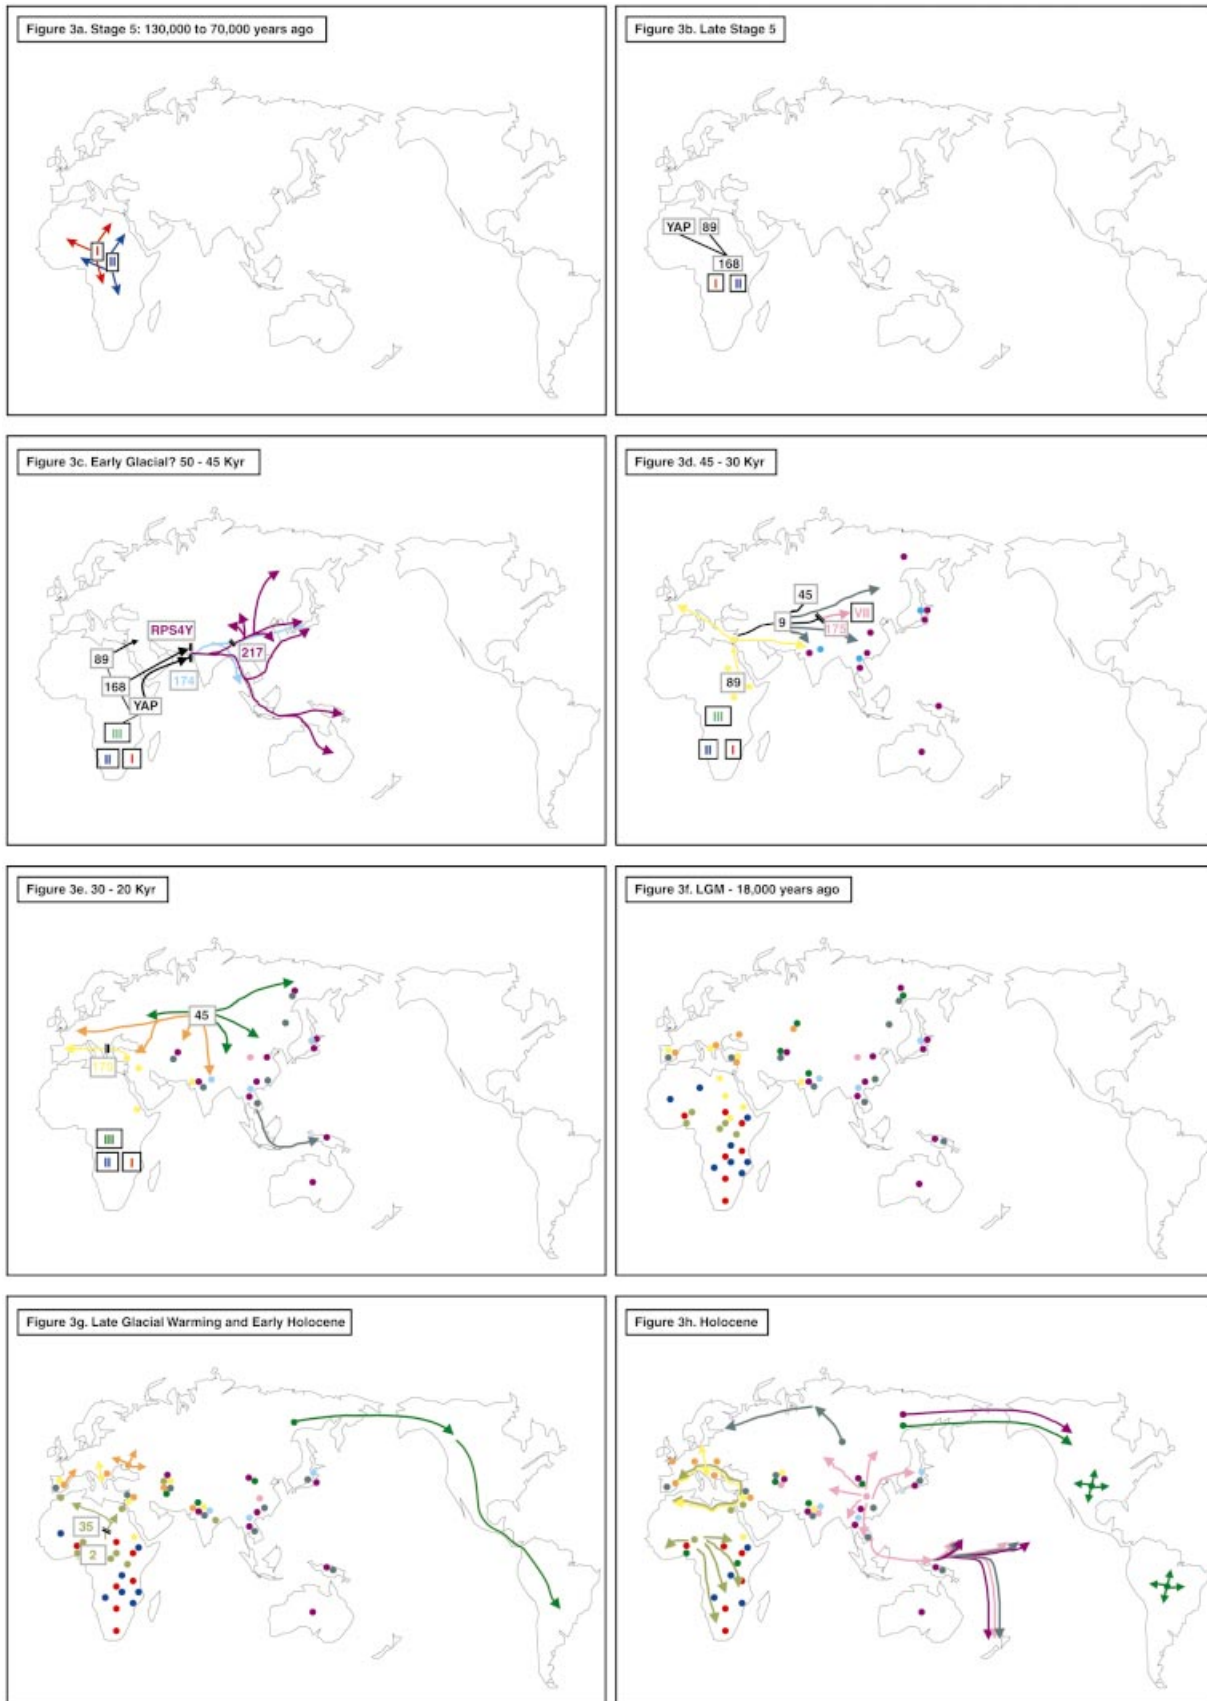 Figure 3a. Stage 5: 130,000 to 70,000 years ago
I
II
Figure 3b. Late Stage 5
YAP 89
168
I II
Figure 3c. Early Glacial? 50 - 45 Kyr
RPS4Y
89
217
174
168
YAP
III
II I
Figure 3d. 45 - 30 Kyr
45
VII
9
175
89
III
II I
Figure 3e. 30 - 20 Kyr
45
III
II I
Figure 3f. LGM - 18,000 years ago
Figure 3g. Late Glacial Warming and Early Holocene
35
2
Figure 3h. Holocene